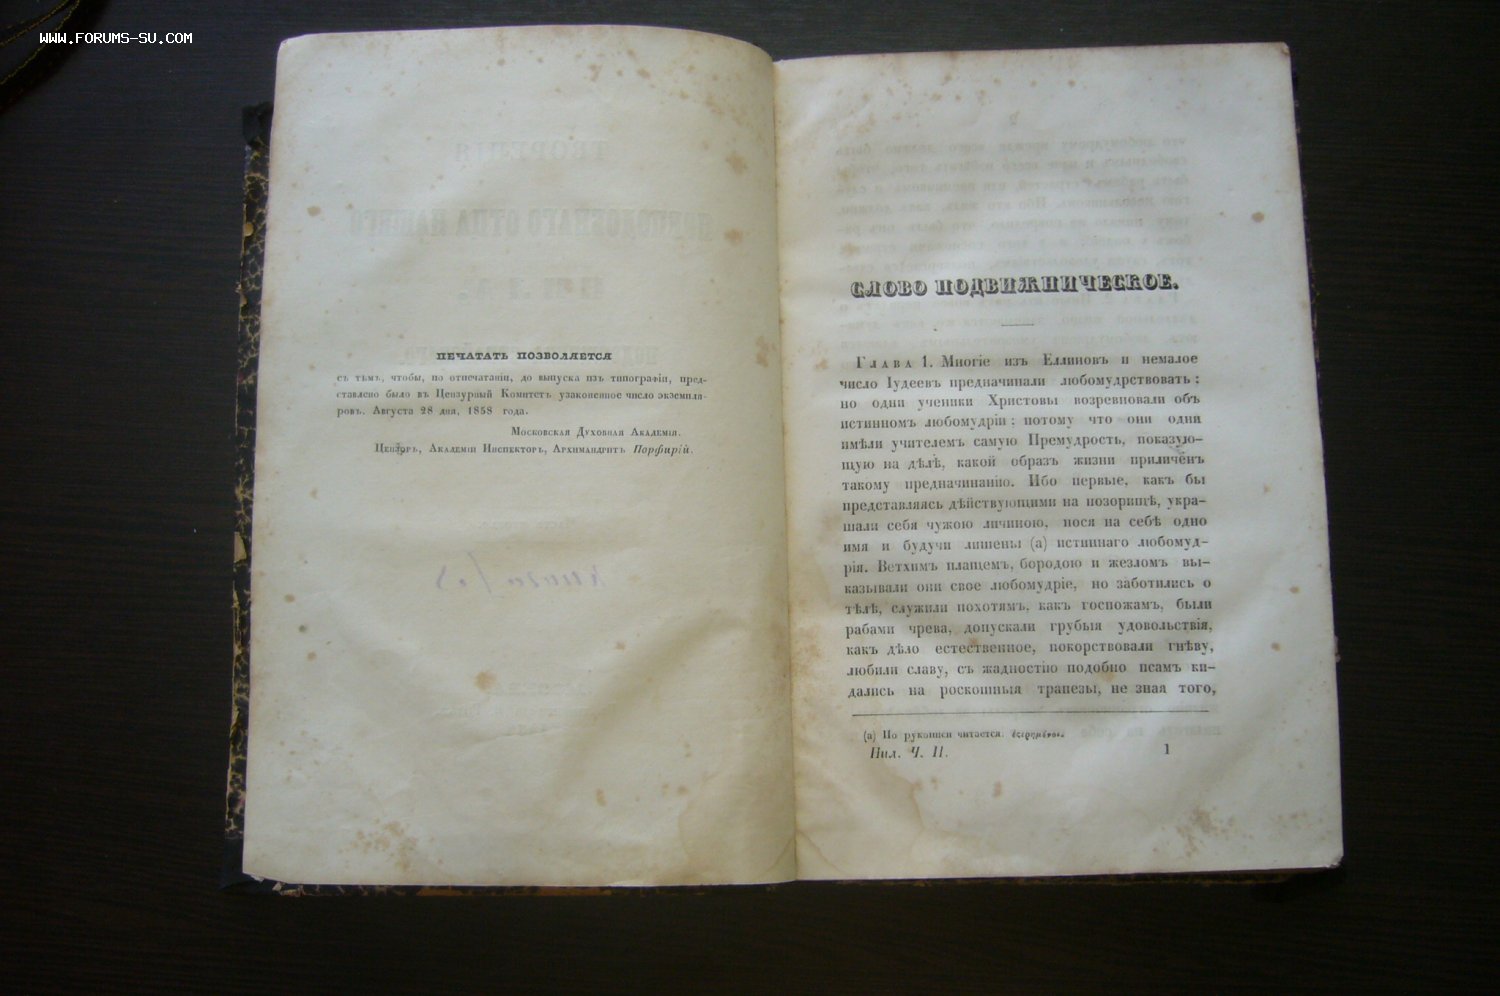 WWW.FORUMS-SU.COM
ПЕЧАТАТЬ ПОЗВОЛЯЕТСЯ
съ тѣмъ, чтобы, по отпечатаніи, до выпуска изъ типографіи, пред-
ставлено было въ Цензурный Комитетъ узаконенное число экземпля-
ровъ. Августа 28 дня, 1858 года.
Московская Духовная Академія.
Цензоръ, Академіи Инспекторъ, Архимандритъ Порфирій.
СЛОВО ПОДВИЖНИЧЕСКОЕ.
Глава 1. Многіе изъ Еллиновъ и немалое
число Іудеевъ предначинали любомудрствовать:
но одни ученики Христовы возревновали объ
истинномъ любомудріи: потому что они одни
имѣли учителемъ самую Премудрость, показую-
щую на дѣлѣ, какой образъ жизни приличенъ
такому предначинанію. Ибо первые, какъ бы
представляясь дѣйствующими на позорищѣ, укра-
шали себя чужою личиною, нося на себѣ одно
имя и будучи лишены (а) истиннаго любомуд-
рія. Ветхимъ плащемъ, бородою и жезломъ вы-
казывали они свое любомудріе, но заботились о
тѣлѣ, служили похотямъ, какъ госпожамъ, были
рабами чрева, допускали грубыя удовольствія,
какъ дѣло естественное, покорствовали гнѣву,
любили славу, съ жадностію подобно псамъ ки-
дались на роскошныя трапезы, не зная того,
(а) По рукописи читается:
Нил. Ч. II.
1